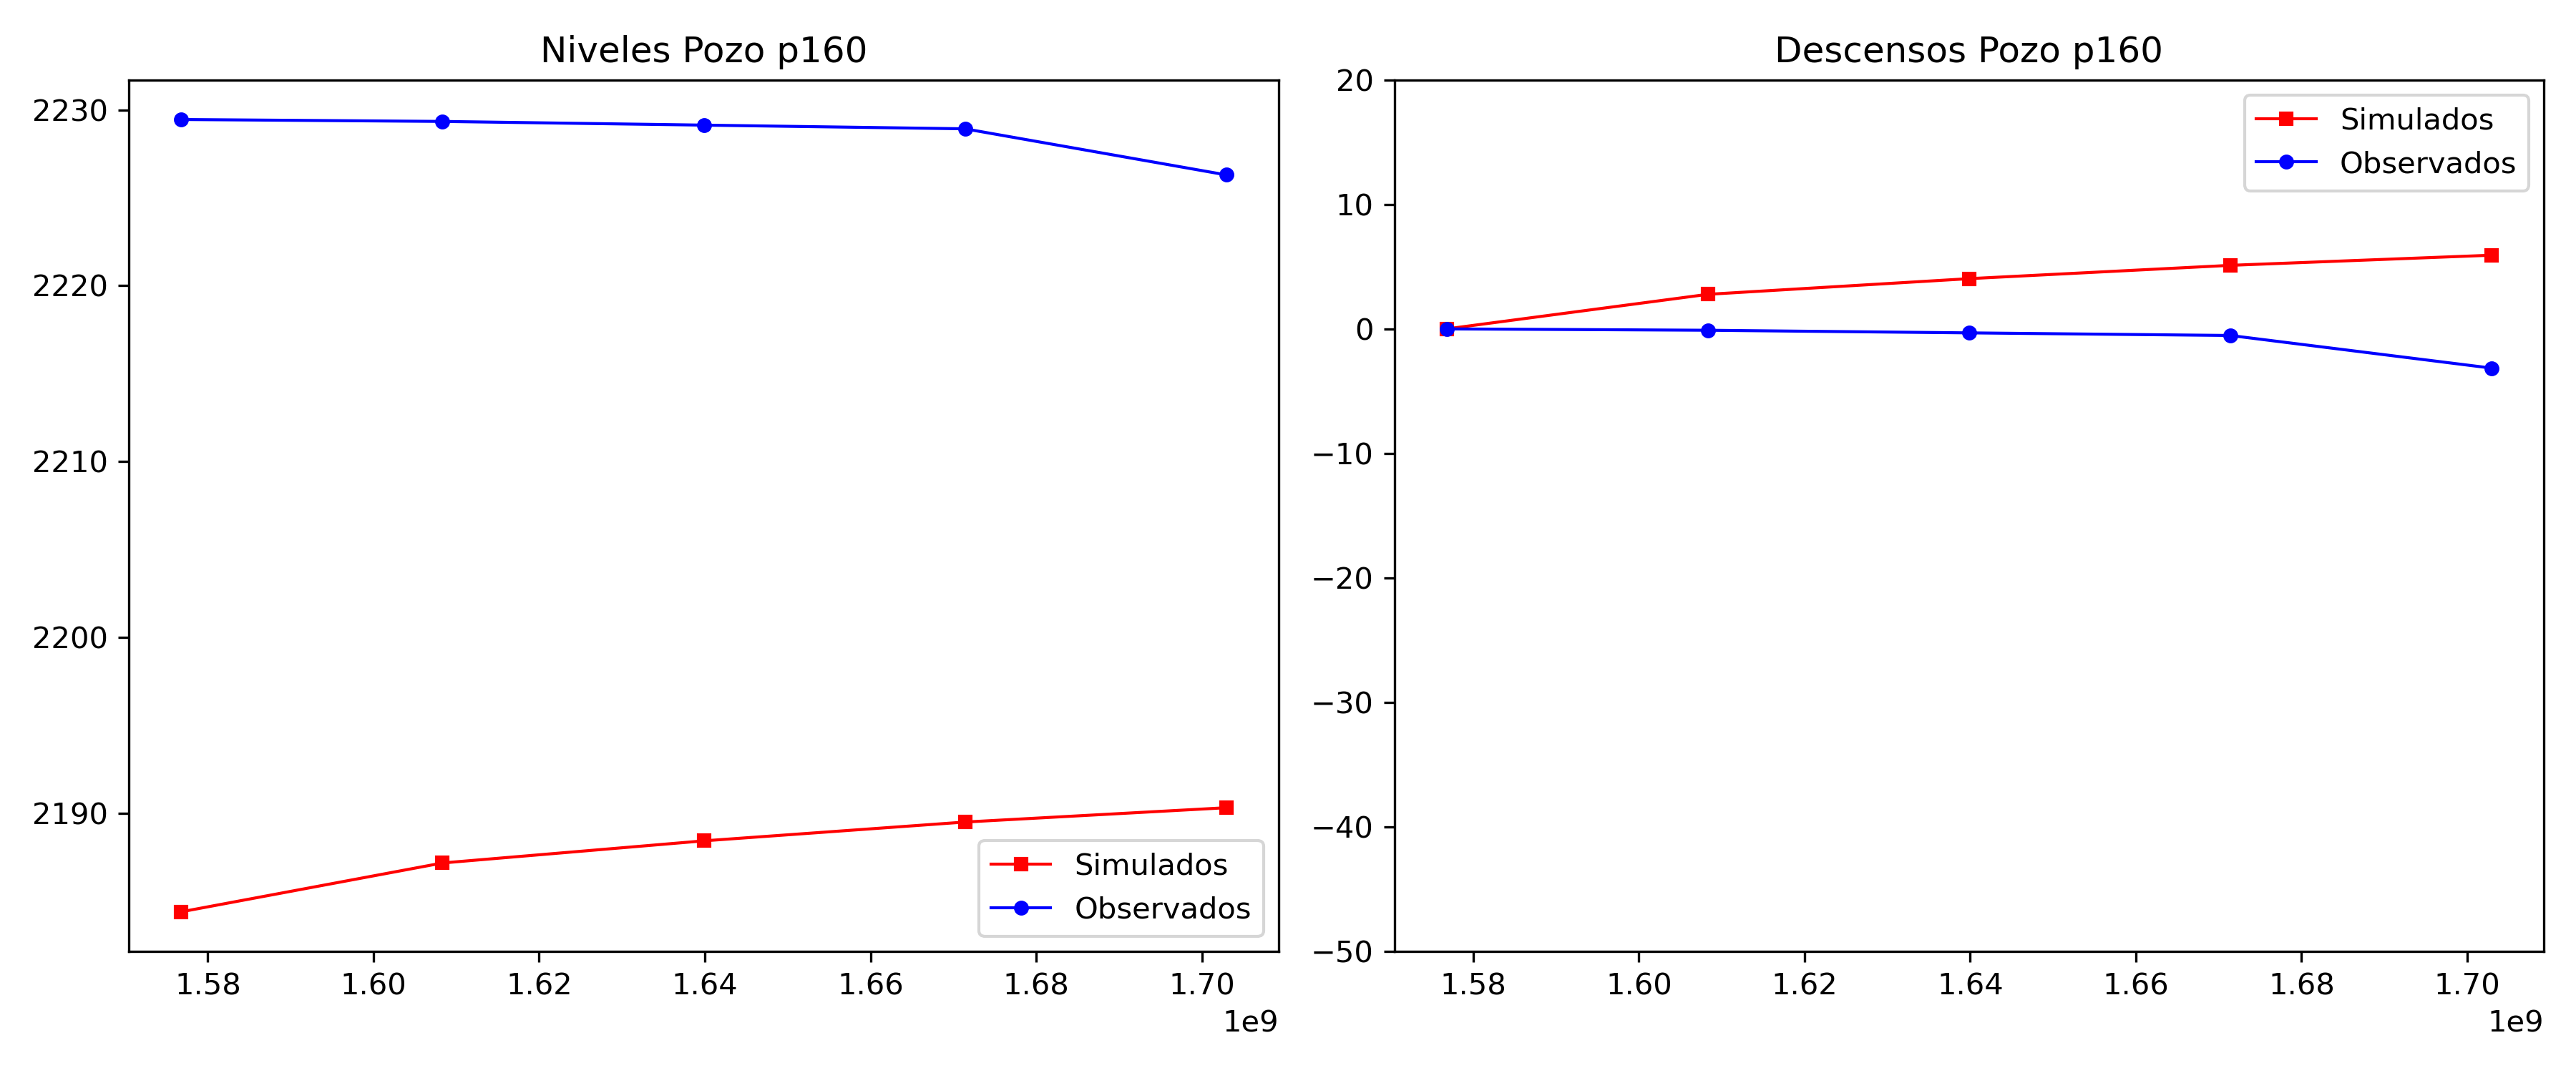 Niveles Pozo p160
2230
2220
2210
2200
2190
1.58 1.60 1.62 1.64 1.66 1.68 1.70
1e9
Simulados
Observados
Descensos Pozo p160
20
10
0
−10
−20
−30
−40
−50
1.58 1.60 1.62 1.64 1.66 1.68 1.70
1e9
Simulados
Observados